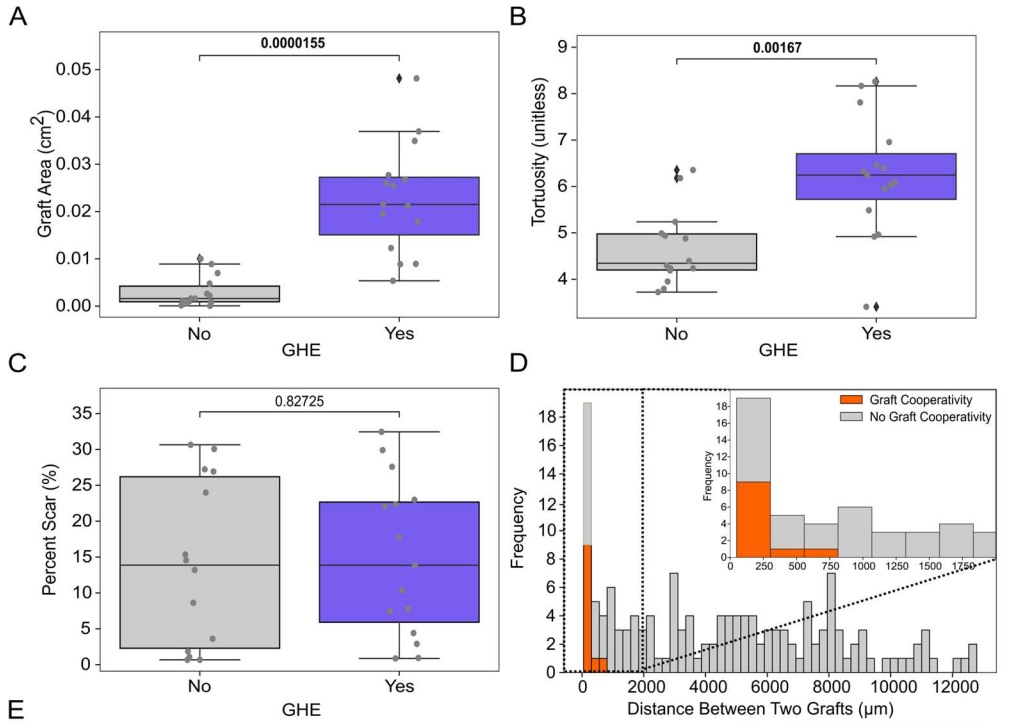 A
0.0000155
0.05
0.04
0.03
0.02
0.01
0.00
Graft Area (cm2)
No
Yes
GHE
B
0.00167
9
8
7
6
5
4
Tortuosity (unitless)
No
Yes
GHE
C
0.82725
35
30
25
20
15
10
5
0
Percent Scar (%)
No
Yes
GHE
D
18
16
14
12
10
8
6
4
2
0
Frequency
0
2000
4000
6000
8000
10000
12000
Distance Between Two Grafts (μm)
Graft Cooperativity
No Graft Cooperativity
20
18
16
14
12
10
8
6
4
2
0
Frequency
0
250
500
750
1000
1250
1500
1750
E